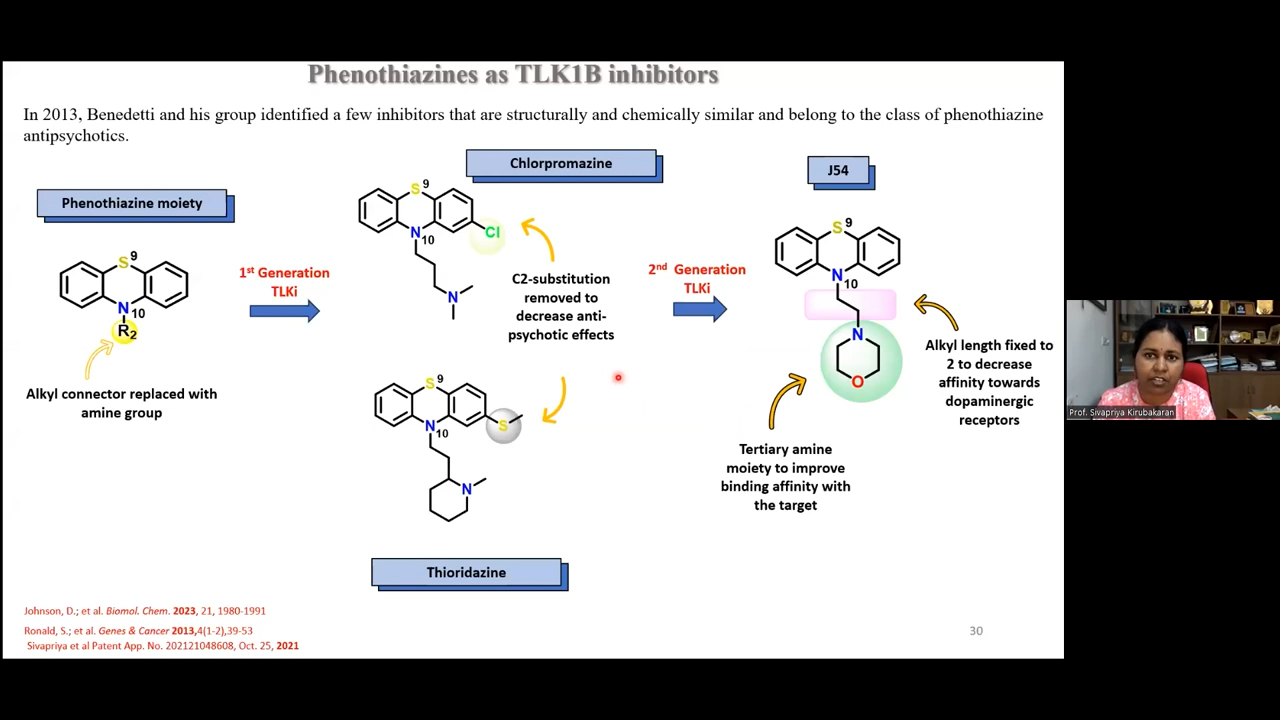 Phenothiazines as TLK1B inhibitors
In 2013, Benedetti and his group identified a few inhibitors that are structurally and chemically similar and belong to the class of phenothiazine
antipsychotics.
Phenothiazine moiety
S 9
N 10
R2
Alkyl connector replaced with
amine group
1st Generation
TLKi
Chlorpromazine
S 9
Cl
N 10
N
C2-substitution
removed to
decrease anti-
psychotic effects
S 9
S
N 10
N
Thioridazine
2nd Generation
TLKi
J54
S 9
N 10
N
O
Alkyl length fixed to
2 to decrease
affinity towards
dopaminergic
receptors
Tertiary amine
moiety to improve
binding affinity with
the target
Johnson, D.; et al. Biomol. Chem. 2023, 21, 1980-1991
Ronald, S.; et al. Genes & Cancer 2013,4(1-2),39-53
Sivapriya et al Patent App. No. 202121048608, Oct. 25, 2021
30
Prof. Sivapriya Kirubakaran